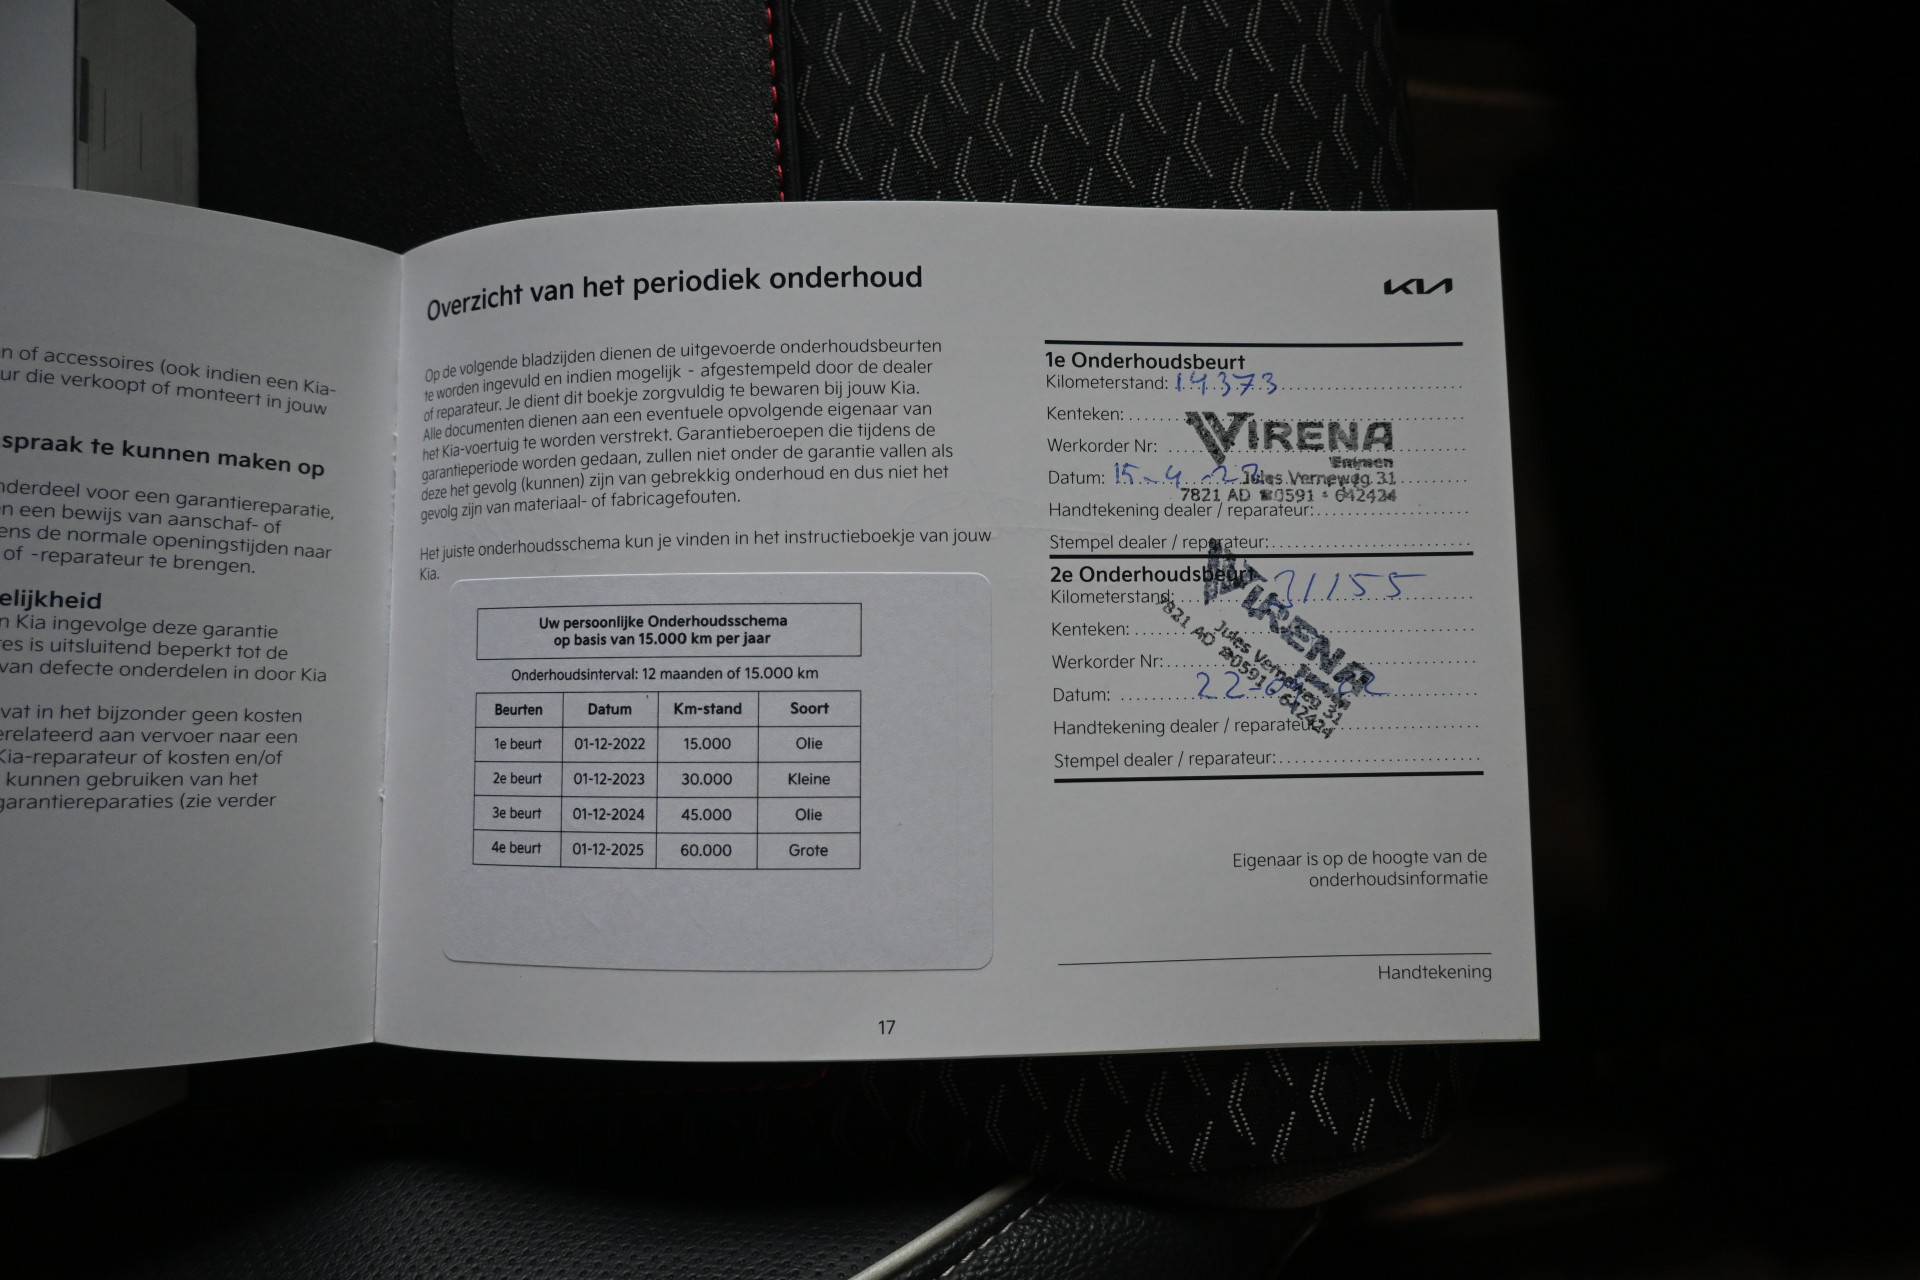 n of accessoires (ook indien een Kia-
ur die verkoopt of monteert in jouw
spraak te kunnen maken op
nderdeel voor een garantiereparatie,
n een bewijs van aanschaf- of
ens de normale openingstijden naar
of -reparateur te brengen.
elijkheid
n Kia ingevolge deze garantie
res is uitsluitend beperkt tot de
van defecte onderdelen in door Kia
vat in het bijzonder geen kosten
erelateerd aan vervoer naar een
Kia-reparateur of kosten en/of
kunnen gebruiken van het
garantiereparaties (zie verder
Overzicht van het periodiek onderhoud
Op de volgende bladzijden dienen de uitgevoerde onderhoudsbeurten
te worden ingevuld en indien mogelijk - afgestempeld door de dealer
of reparateur. Je dient dit boekje zorgvuldig te bewaren bij jouw Kia.
Alle documenten dienen aan een eventuele opvolgende eigenaar van
het Kia-voertuig te worden verstrekt. Garantieberoepen die tijdens de
garantieperiode worden gedaan, zullen niet onder de garantie vallen als
deze het gevolg (kunnen) zijn van gebrekkig onderhoud en dus niet het
gevolg zijn van materiaal- of fabricagefouten.
Het juiste onderhoudsschema kun je vinden in het instructieboekje van jouw
Kia.
Uw persoonlijke Onderhoudsschema
op basis van 15.000 km per jaar
Onderhoudsinterval: 12 maanden of 15.000 km
Beurten Datum Km-stand Soort
1e beurt 01-12-2022 15.000 Olie
2e beurt 01-12-2023 30.000 Kleine
3e beurt 01-12-2024 45.000 Olie
4e beurt 01-12-2025 60.000 Grote
17
KIA
1e Onderhoudsbeurt
Kilometerstand: 14373
Kenteken:
VIRENA
Werkorder Nr:
Emmen
Datum: 15-4-22
Jules Verneweg 31
7821 AD ☎0591 - 642424
Handtekening dealer / reparateur:
Stempel dealer / reparateur:
2e Onderhoudsbeurt
Kilometerstand: 31155
Kenteken:
VIRENA
Jules Verneweg 31
7821 AD ☎0591 - 642424
Werkorder Nr:
Datum: 22-
Handtekening dealer / reparateur:
Stempel dealer / reparateur:
Eigenaar is op de hoogte van de
onderhoudsinformatie
Handtekening